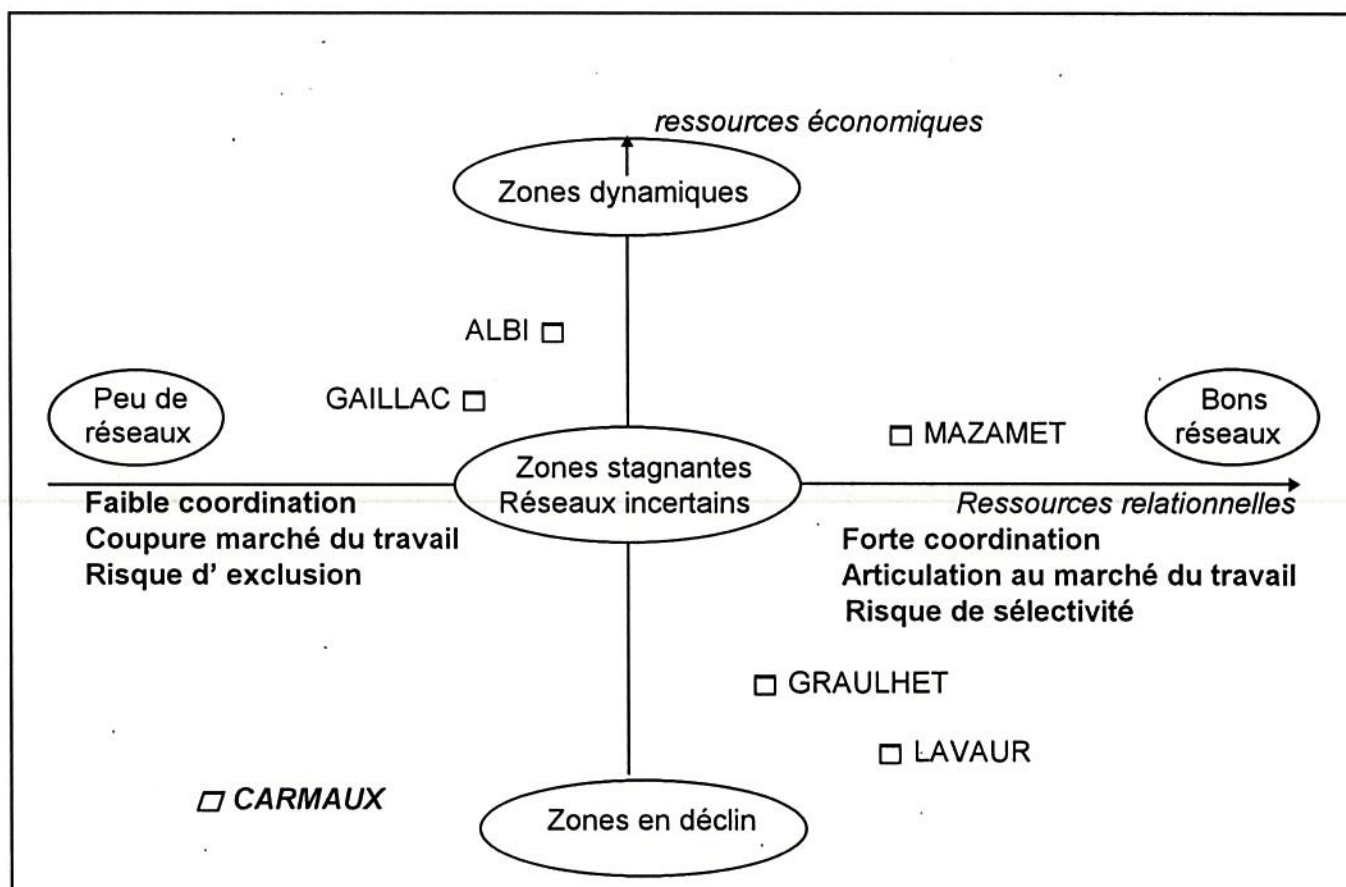 ressources économiques
Zones dynamiques
ALBI
GAILLAC
Peu de
réseaux
Bons
réseaux
MAZAMET
Zones stagnantes
Réseaux incertains
Ressources relationnelles
Faible coordination
Coupure marché du travail
Risque d' exclusion
Forte coordination
Articulation au marché du travail
Risque de sélectivité
GRAULHET
LAVAUR
CARMAUX
Zones en déclin